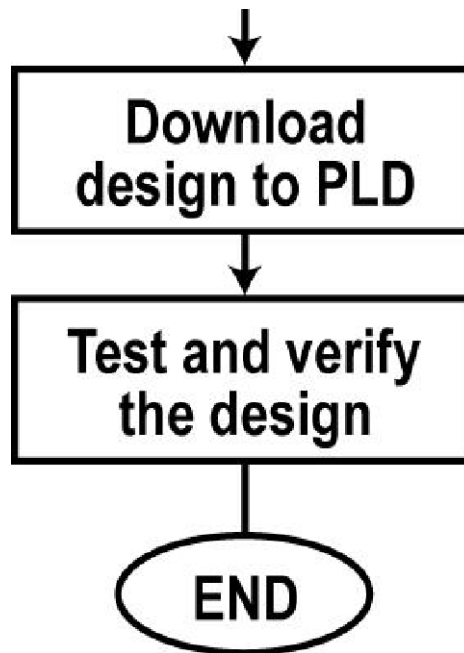 Download
design to PLD
Test and verify
the design
END